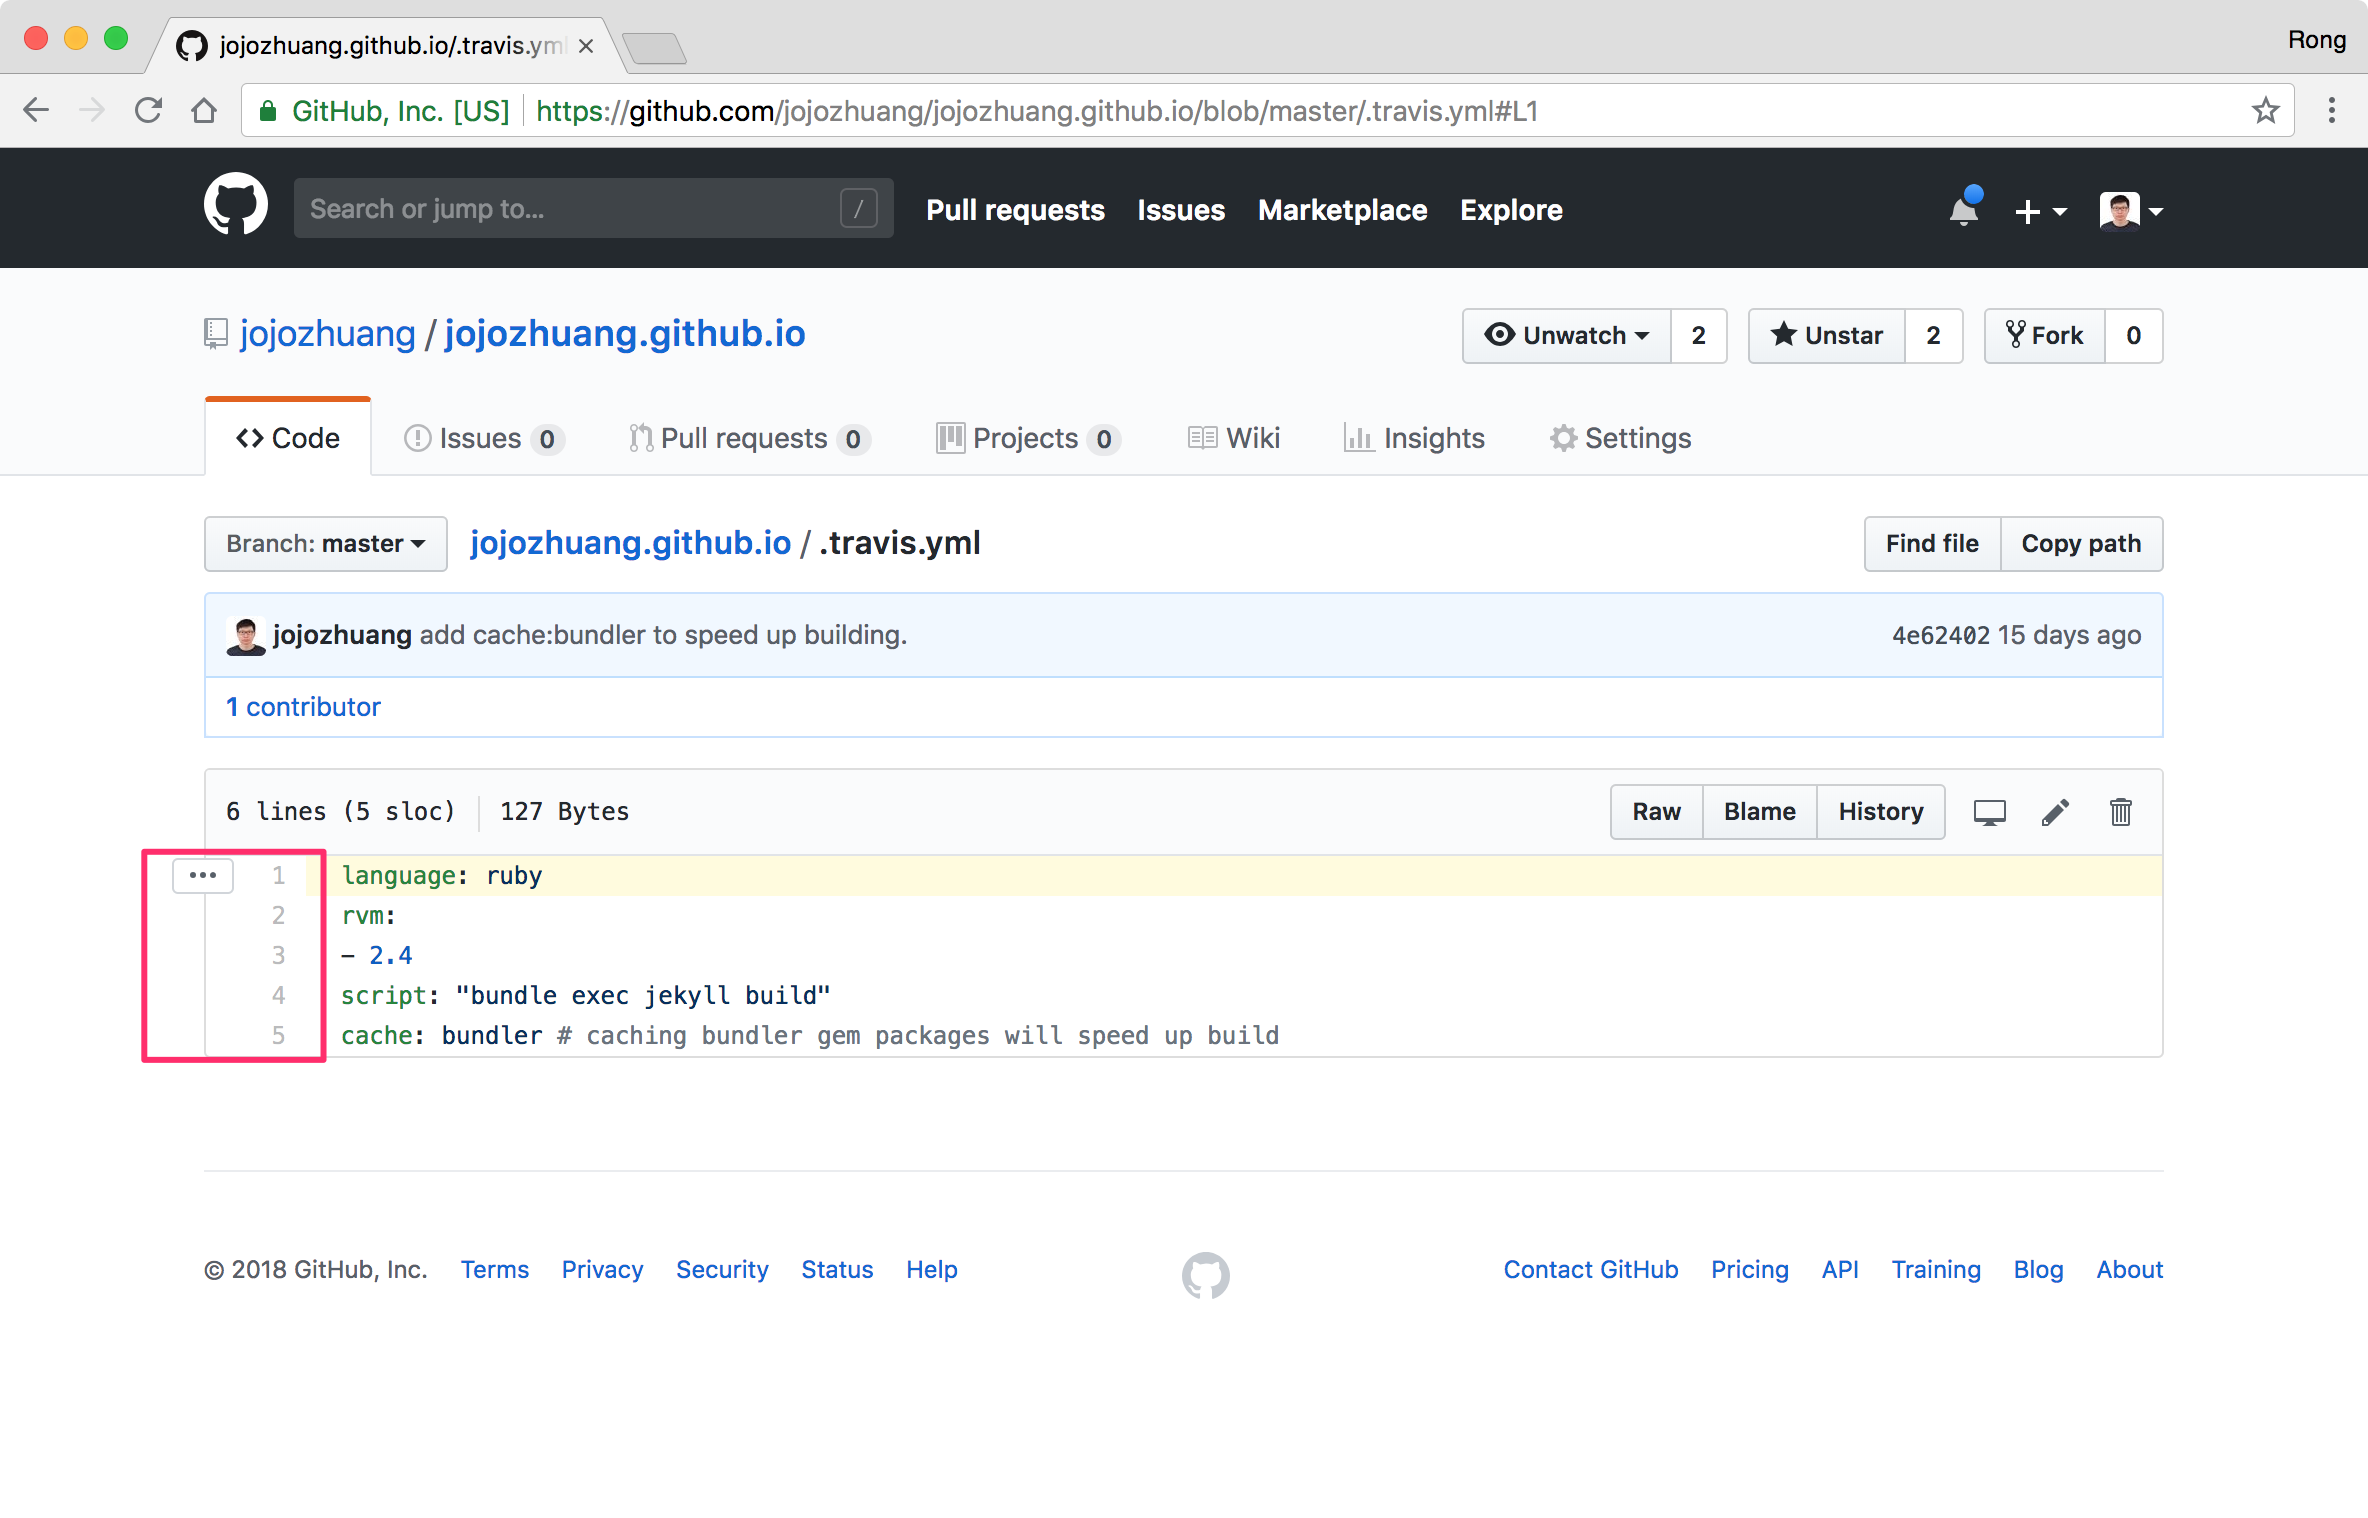 jojozhuang.github.io/.travis.yml
Rong
GitHub, Inc. [US] https://github.com/jojozhuang/jojozhuang.github.io/blob/master/.travis.yml#L1
Search or jump to... / Pull requests Issues Marketplace Explore
jojozhuang / jojozhuang.github.io Unwatch 2 Unstar 2 Fork 0
Code Issues 0 Pull requests 0 Projects 0 Wiki Insights Settings
Branch: master jojozhuang.github.io / .travis.yml Find file Copy path
jojozhuang add cache:bundler to speed up building. 4e62402 15 days ago
1 contributor
6 lines (5 sloc) 127 Bytes Raw Blame History
1 language: ruby
2 rvm:
3 - 2.4
4 script: "bundle exec jekyll build"
5 cache: bundler # caching bundler gem packages will speed up build
© 2018 GitHub, Inc. Terms Privacy Security Status Help Contact GitHub Pricing API Training Blog About